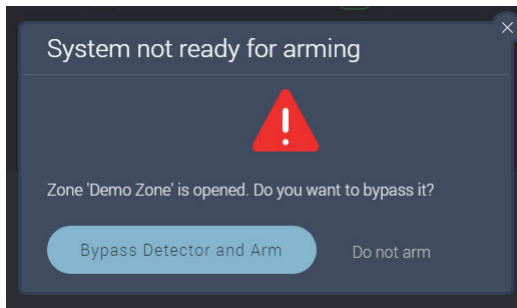 System not ready for arming
Zone 'Demo Zone' is opened. Do you want to bypass it?
Bypass Detector and Arm
Do not arm